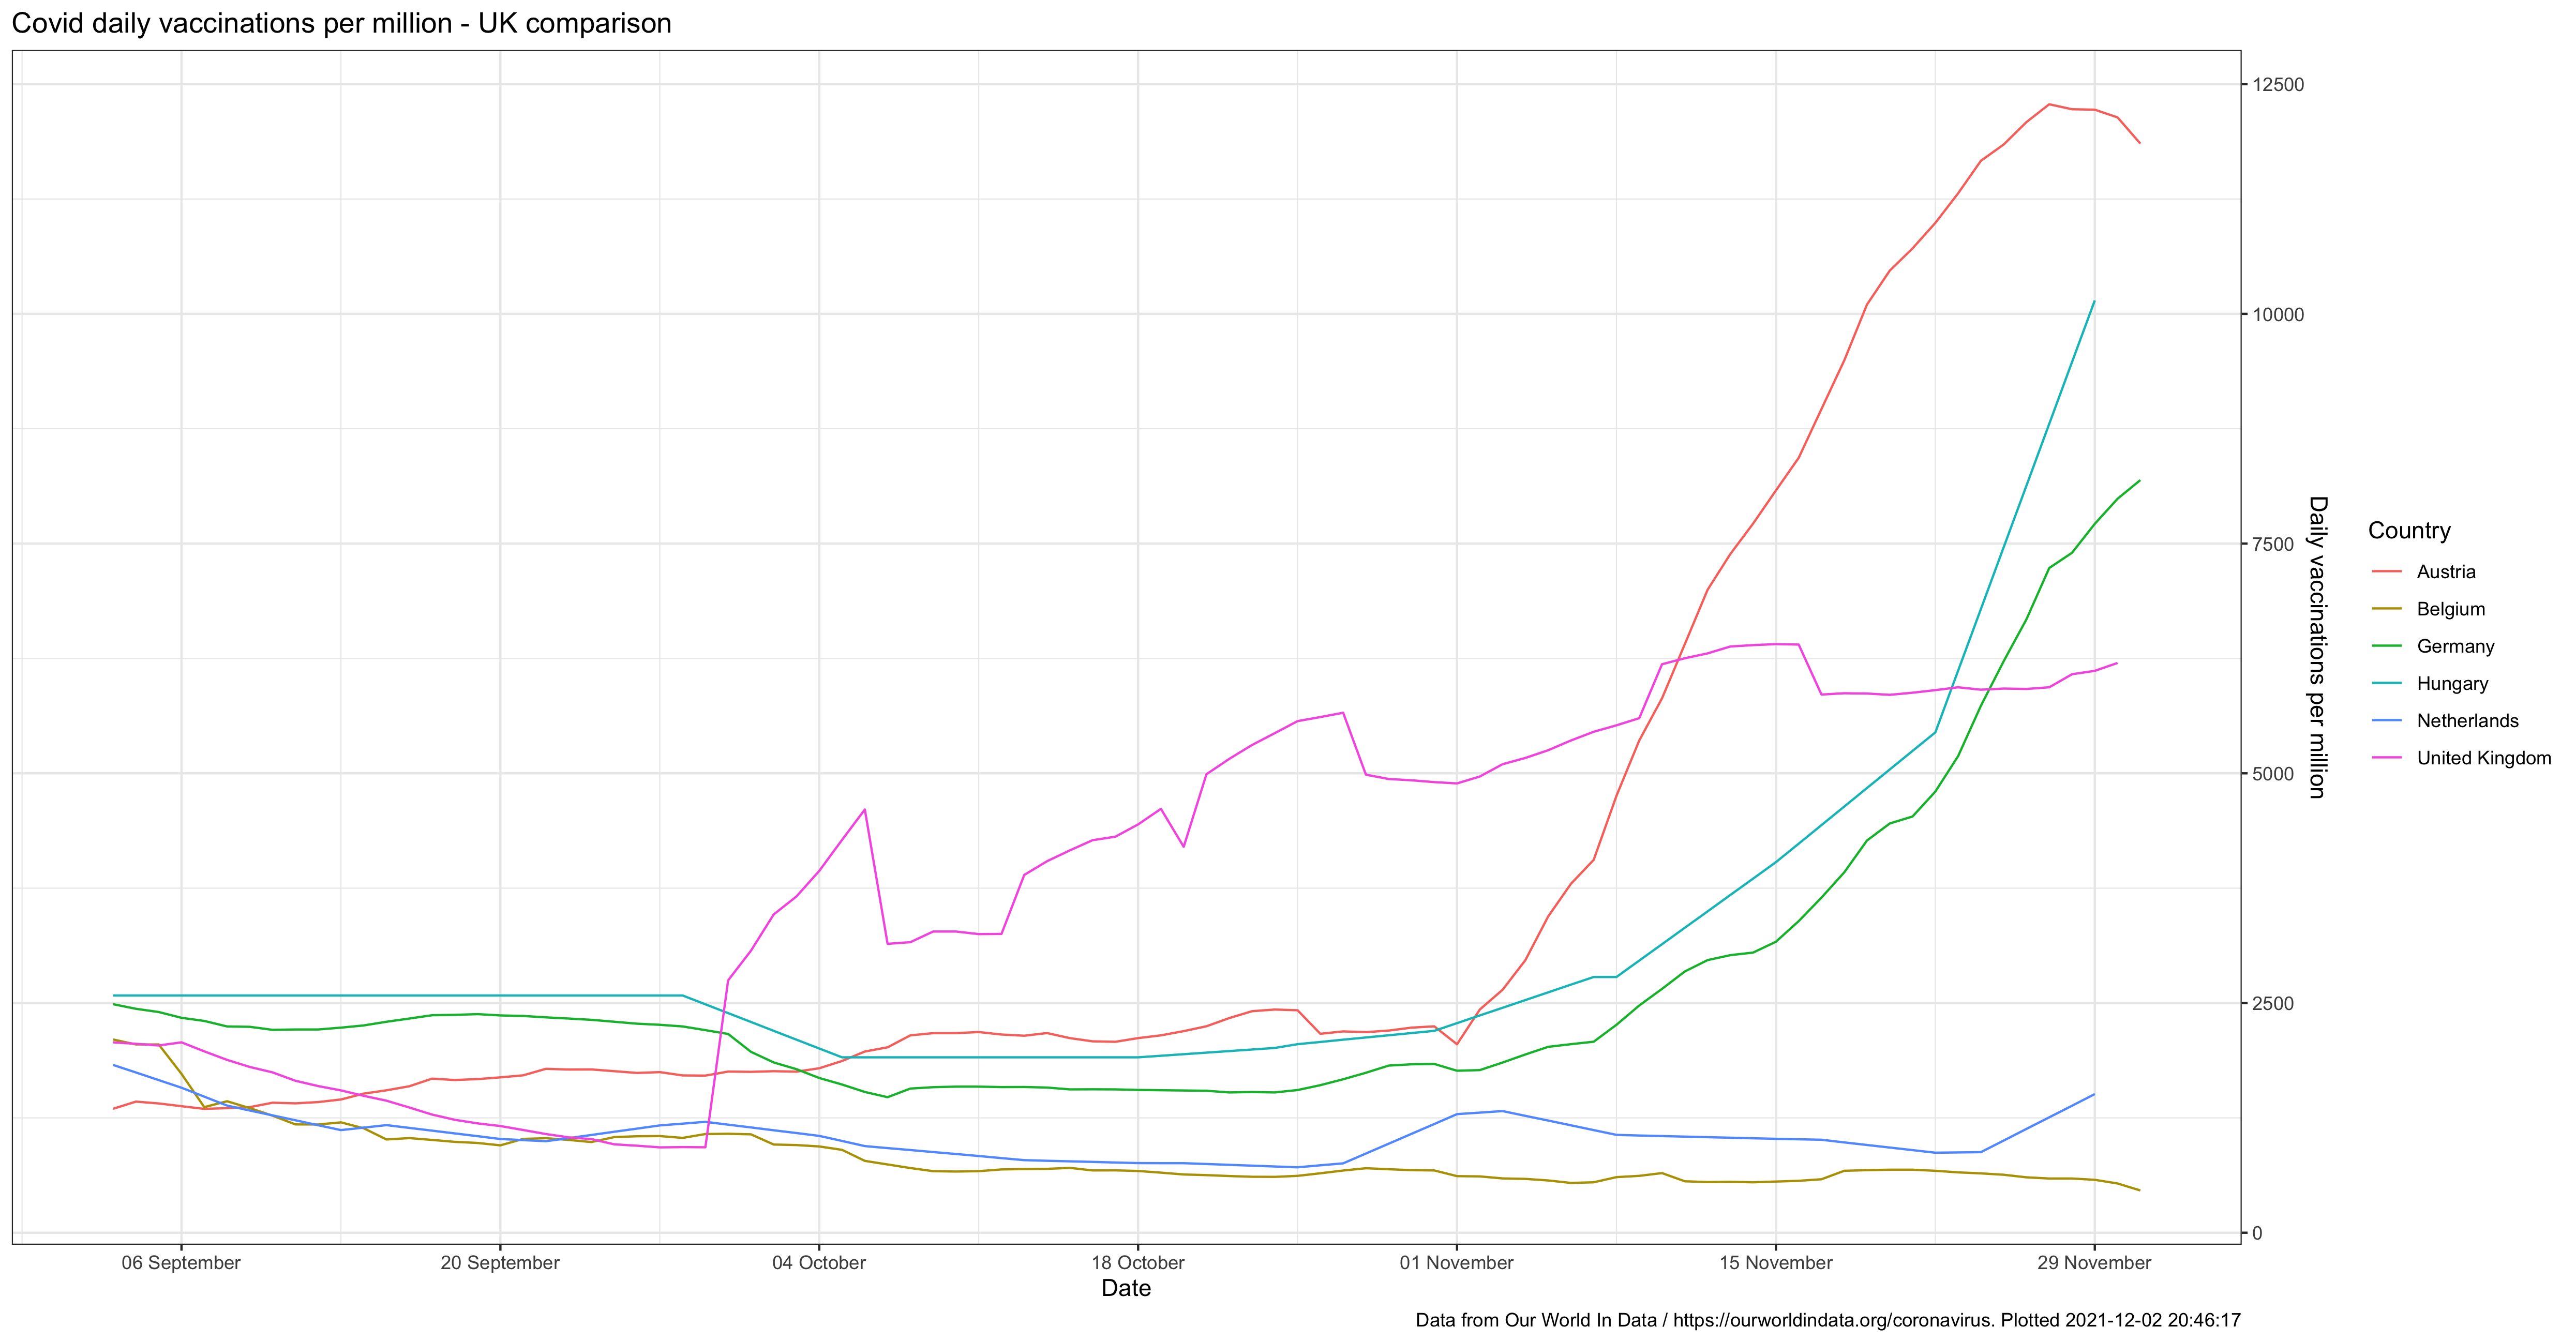 Covid daily vaccinations per million - UK comparison
12500
10000
7500
5000
2500
0
Daily vaccinations per million
Country
Austria
Belgium
Germany
Hungary
Netherlands
United Kingdom
06 September
20 September
04 October
18 October
01 November
15 November
29 November
Date
Data from Our World In Data / https://ourworldindata.org/coronavirus. Plotted 2021-12-02 20:46:17